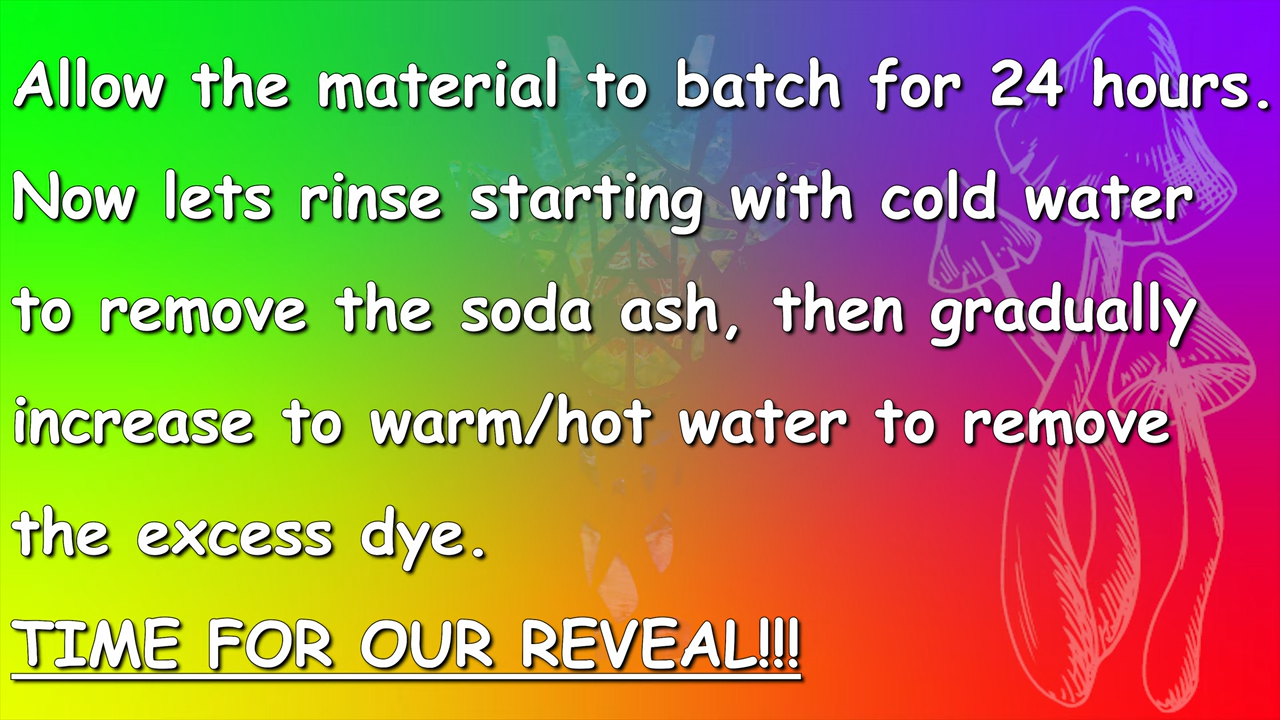 Allow the material to batch for 24 hours.
Now lets rinse starting with cold water
to remove the soda ash, then gradually
increase to warm/hot water to remove
the excess dye.
TIME FOR OUR REVEAL!!!